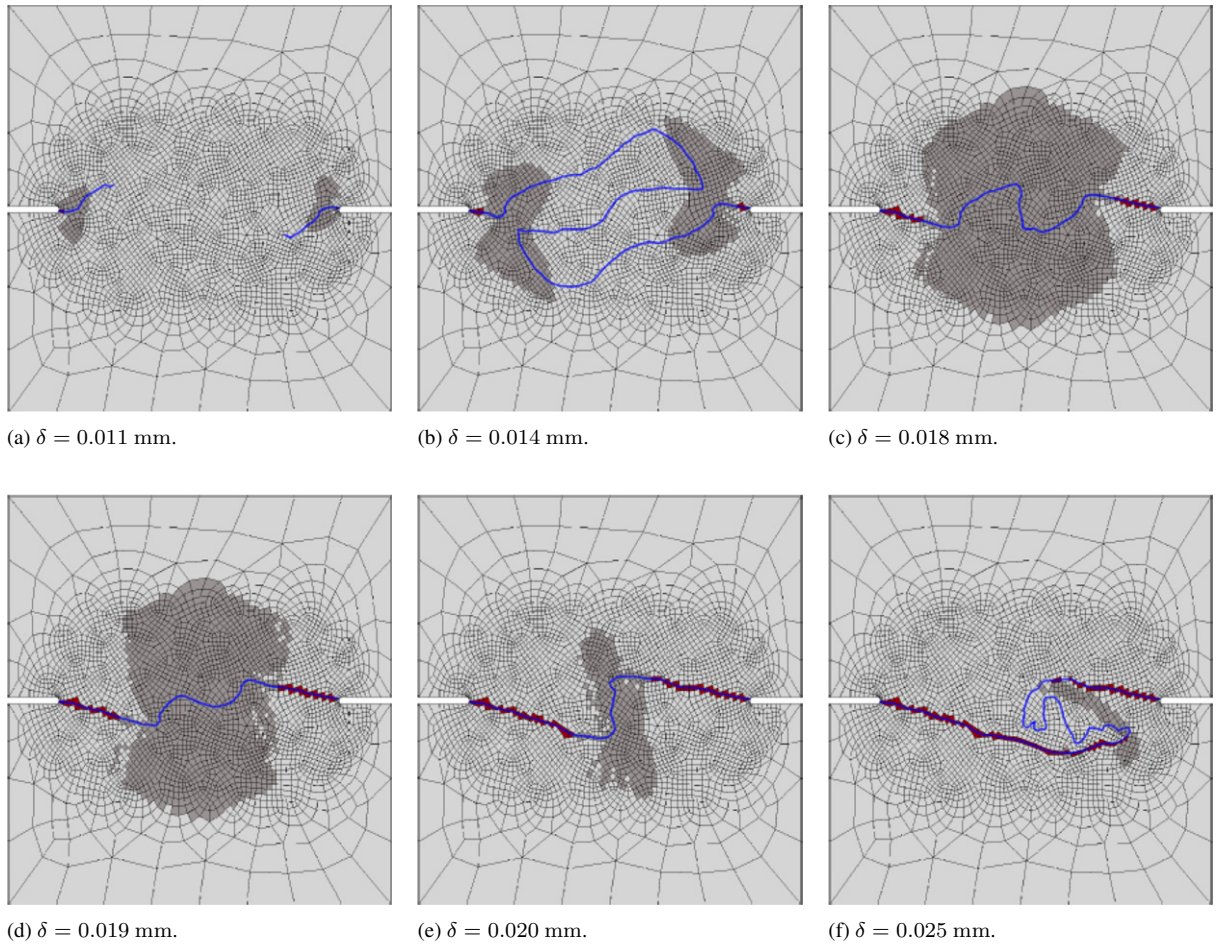 (a) δ = 0.011 mm.
(b) δ = 0.014 mm.
(c) δ = 0.018 mm.
(d) δ = 0.019 mm.
(e) δ = 0.020 mm.
(f) δ = 0.025 mm.